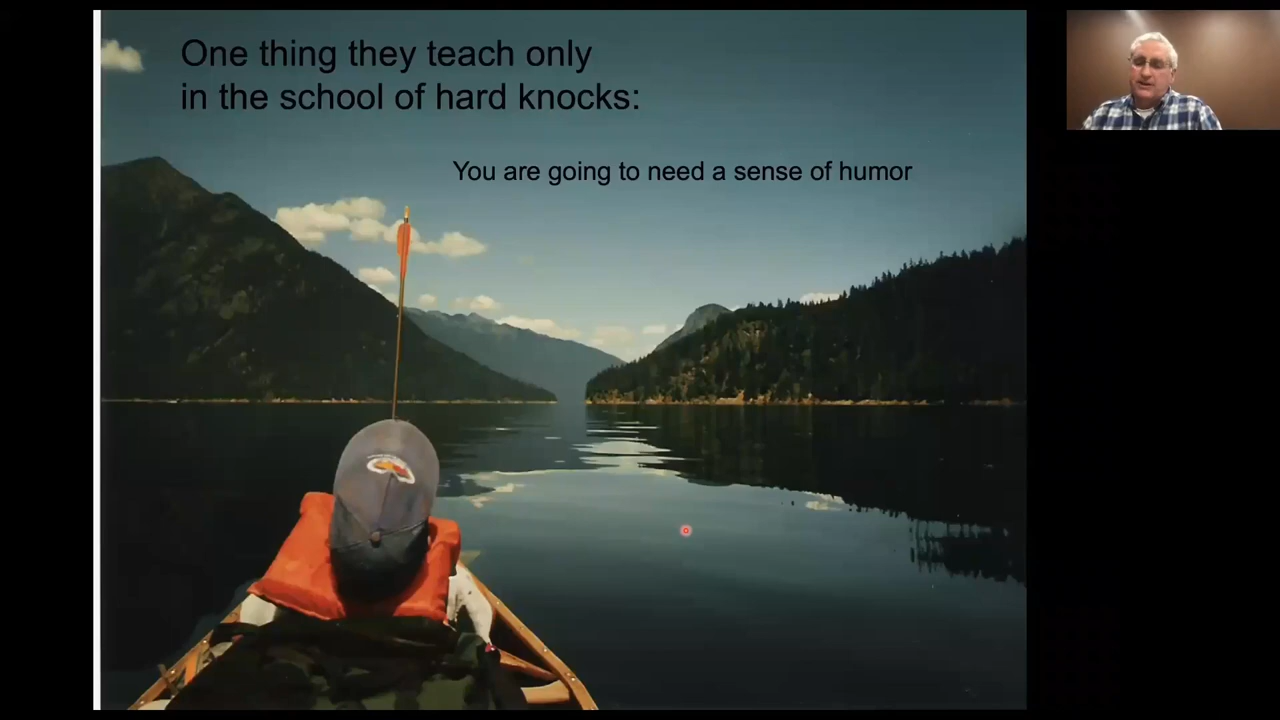 One thing they teach only
in the school of hard knocks:
You are going to need a sense of humor